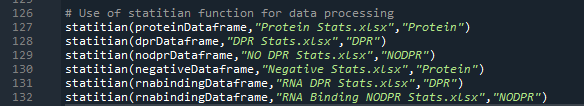 126
127 # Use of statitian function for data processing
128 statitian(proteinDataframe,"Protein Stats.xlsx","Protein")
129 statitian(dprDataframe,"DPR Stats.xlsx","DPR")
130 statitian(nodprDataframe,"NO DPR Stats.xlsx","NODPR")
131 statitian(negativeDataframe,"Negative Stats.xlsx","Protein")
132 statitian(rnabindingDataframe,"RNA DPR Stats.xlsx","DPR")
statitian(rnabindingDataframe,"RNA Binding NODPR Stats.xlsx","NODPR")